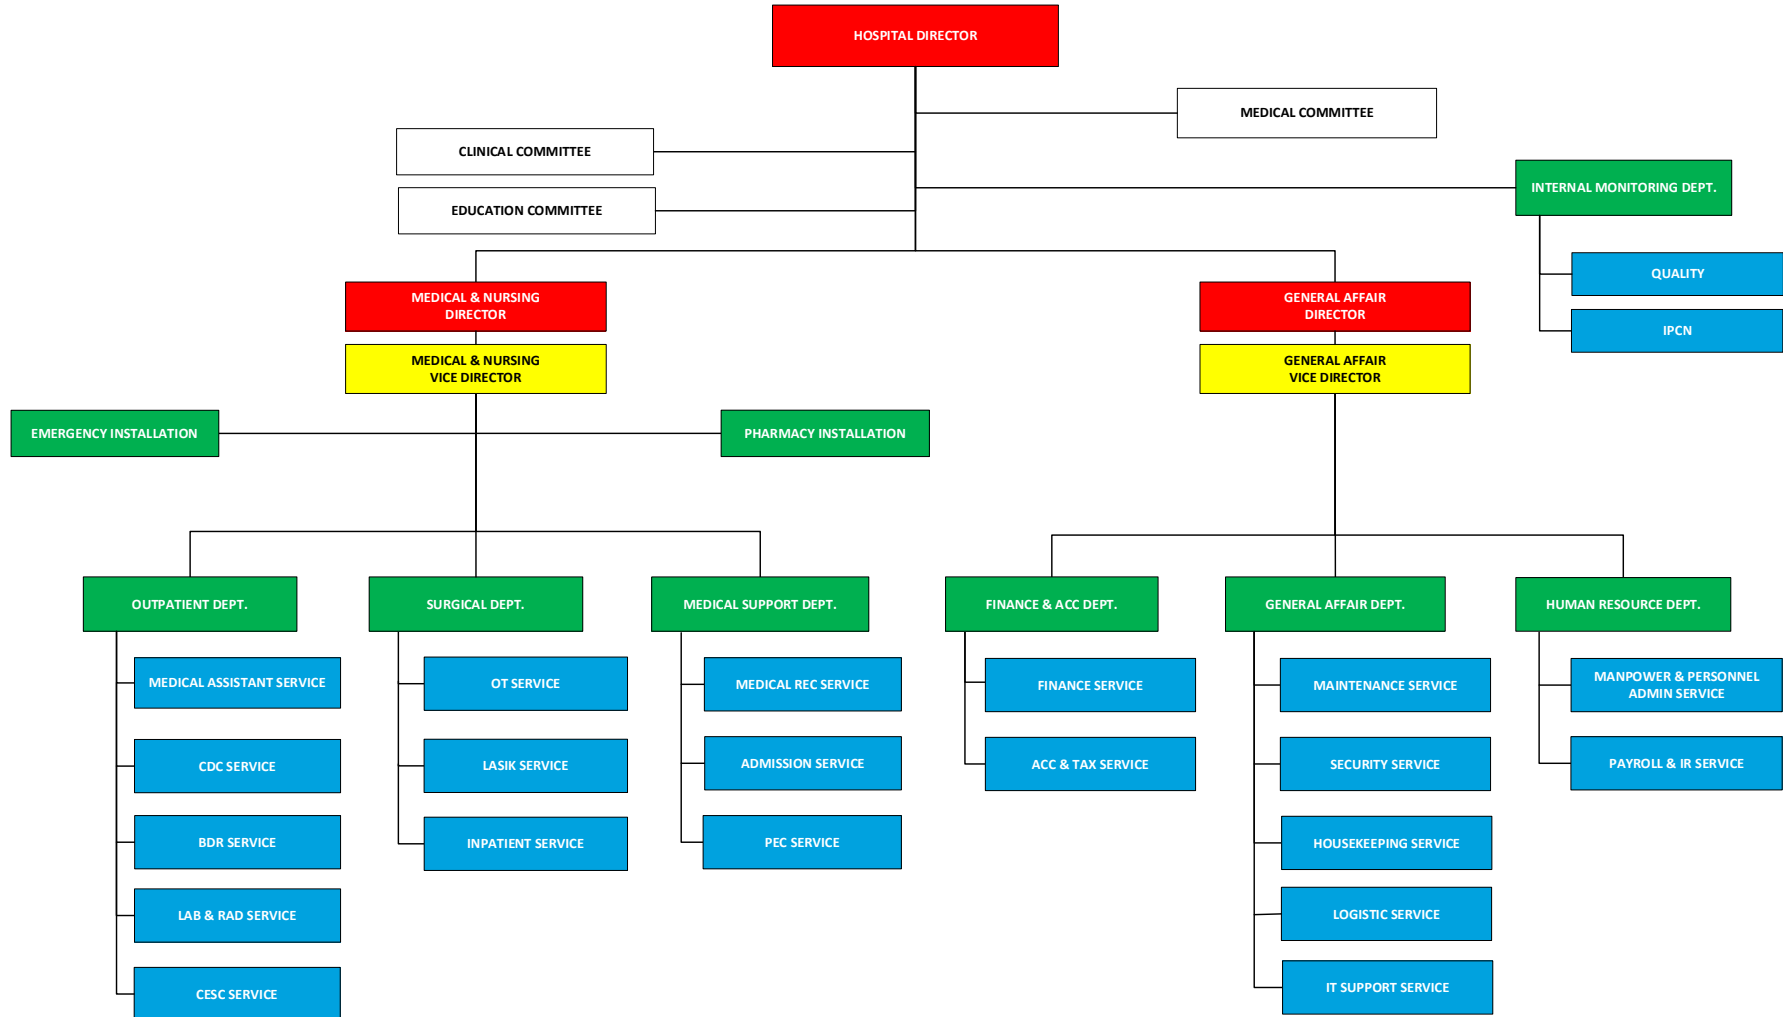 HOSPITAL DIRECTOR
MEDICAL COMMITTEE
CLINICAL COMMITTEE
INTERNAL MONITORING DEPT.
EDUCATION COMMITTEE
QUALITY
IPCN
MEDICAL & NURSING
DIRECTOR
GENERAL AFFAIR
DIRECTOR
MEDICAL & NURSING
VICE DIRECTOR
GENERAL AFFAIR
VICE DIRECTOR
EMERGENCY INSTALLATION
PHARMACY INSTALLATION
OUTPATIENT DEPT.
SURGICAL DEPT.
MEDICAL SUPPORT DEPT.
FINANCE & ACC DEPT.
GENERAL AFFAIR DEPT.
HUMAN RESOURCE DEPT.
MEDICAL ASSISTANT SERVICE
CDC SERVICE
BDR SERVICE
LAB & RAD SERVICE
CESC SERVICE
OT SERVICE
LASIK SERVICE
INPATIENT SERVICE
MEDICAL REC SERVICE
ADMISSION SERVICE
PEC SERVICE
FINANCE SERVICE
ACC & TAX SERVICE
MAINTENANCE SERVICE
SECURITY SERVICE
HOUSEKEEPING SERVICE
LOGISTIC SERVICE
IT SUPPORT SERVICE
MANPOWER & PERSONNEL
ADMIN SERVICE
PAYROLL & IR SERVICE